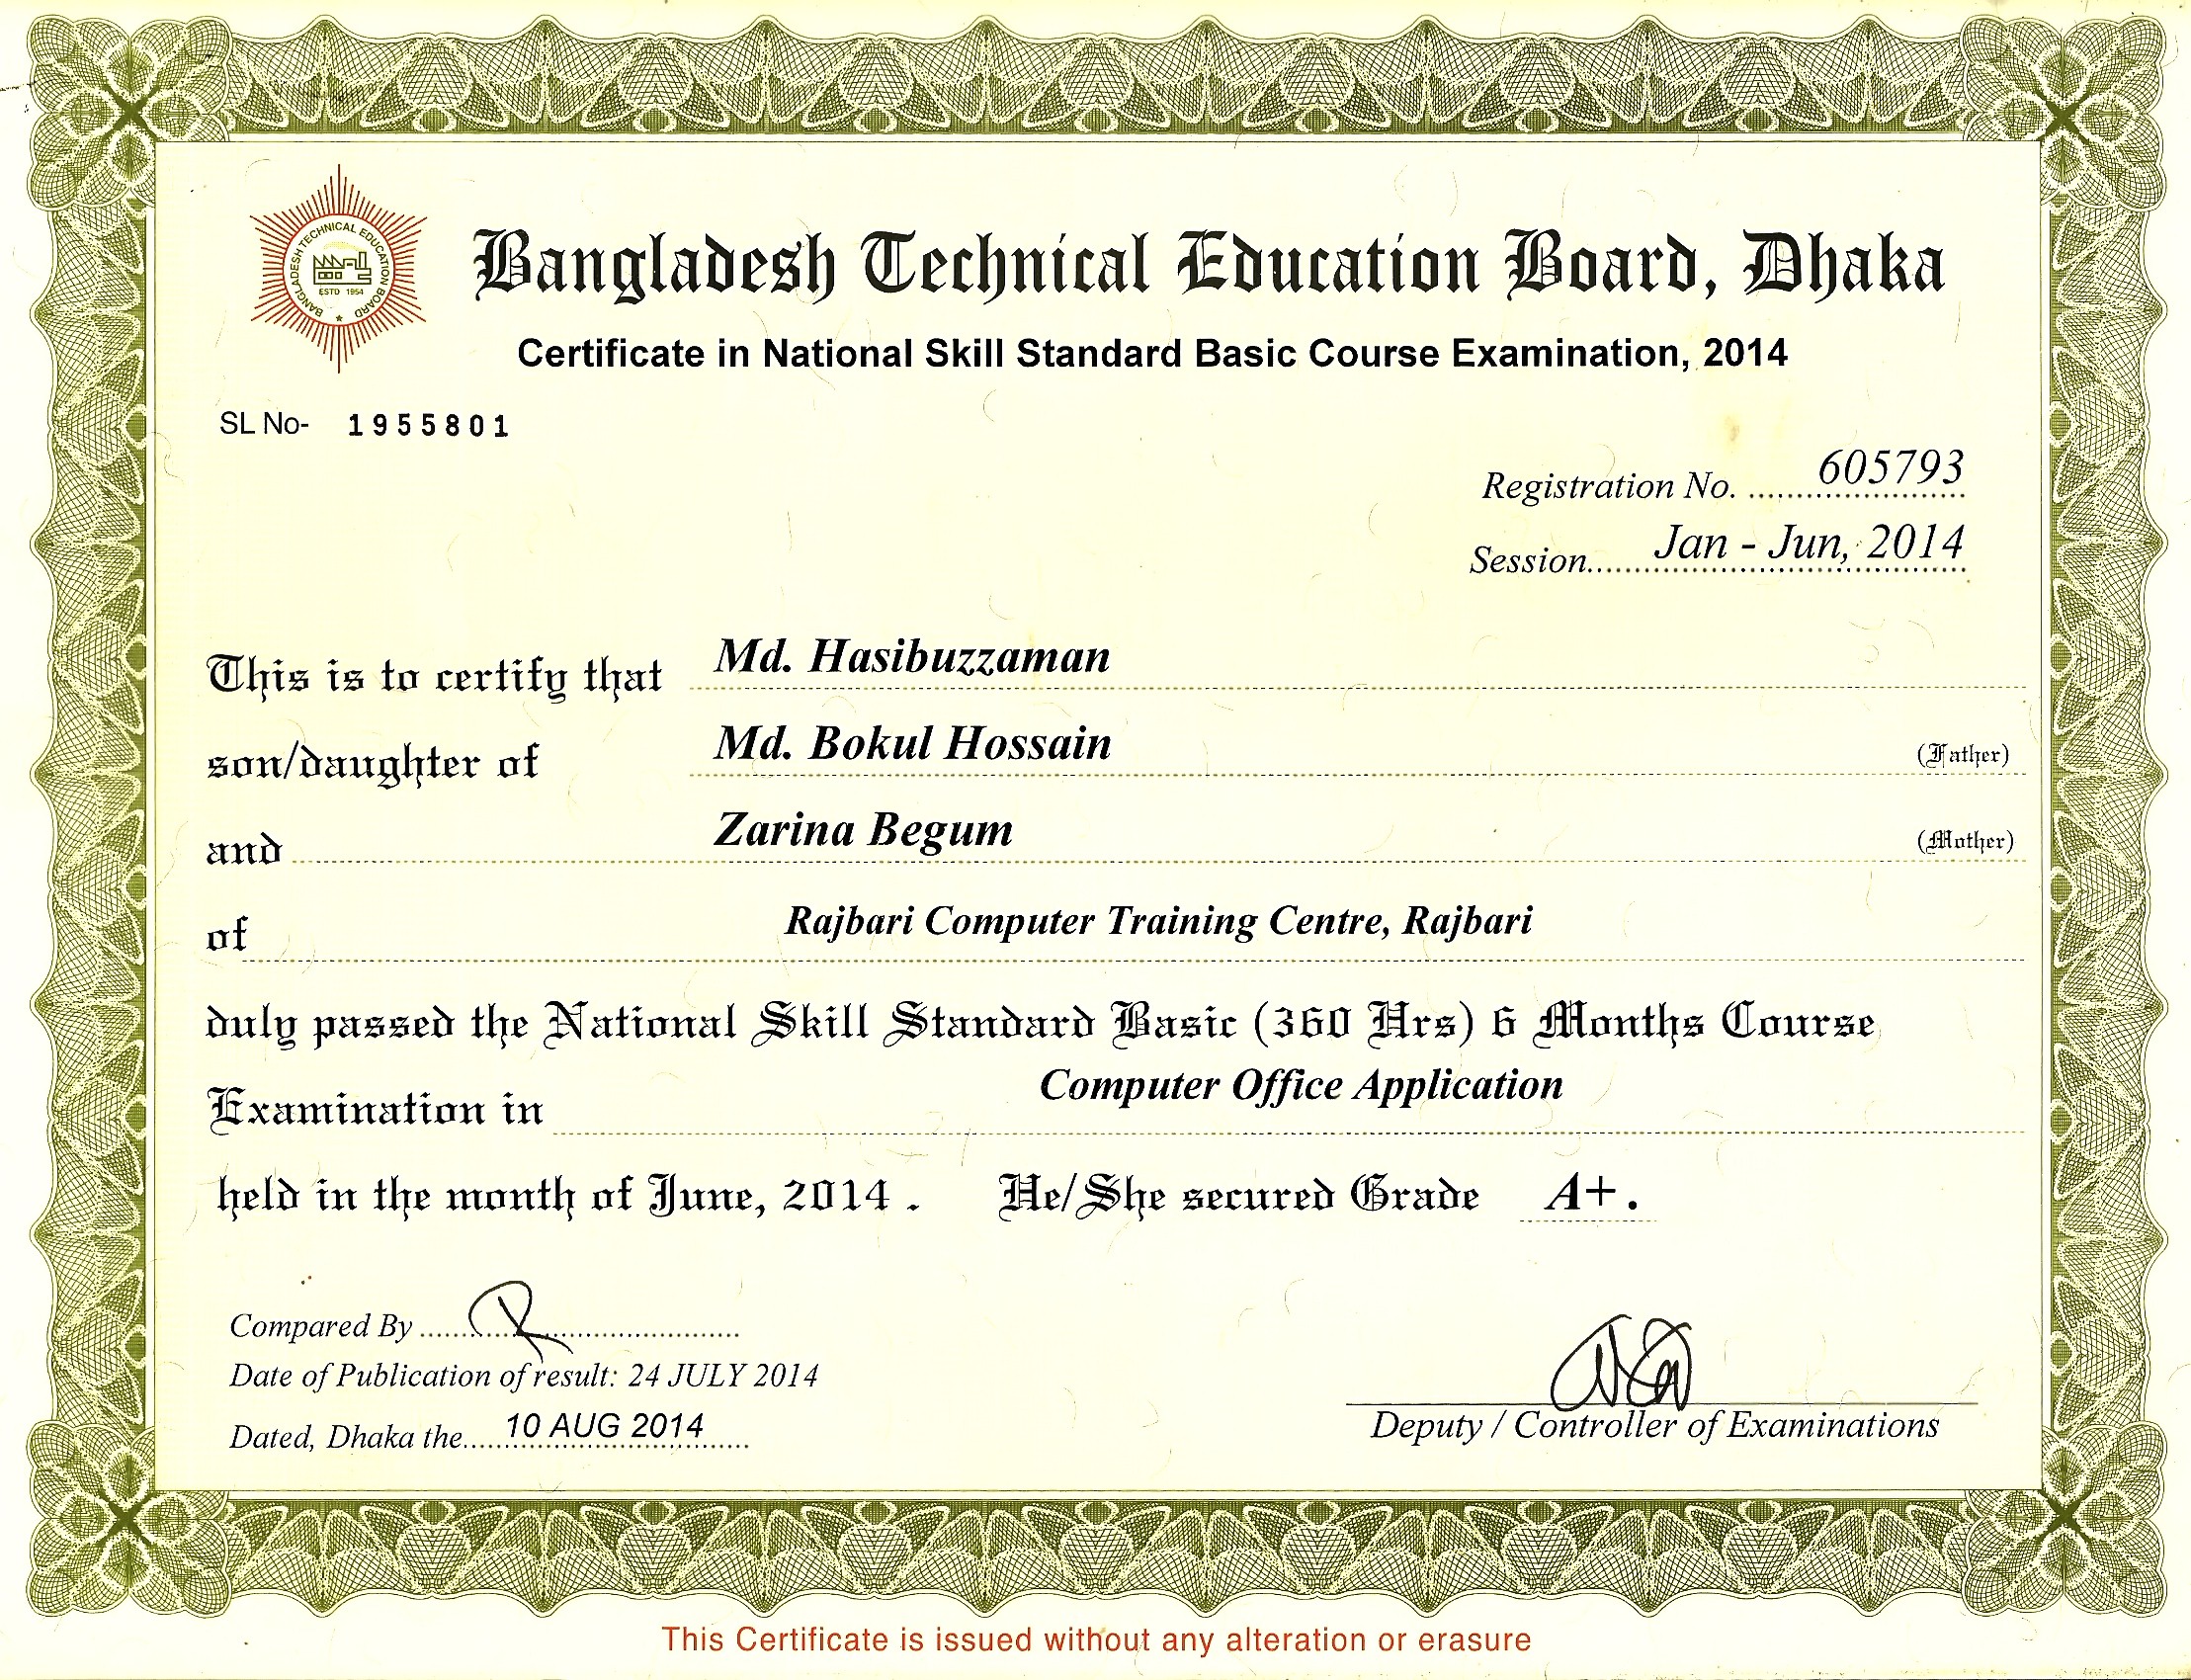 BANGLADESH TECHNICAL EDUCATION BOARD
ESTD 1954
Bangladesh Technical Education Board, Dhaka
Certificate in National Skill Standard Basic Course Examination, 2014
SL No- 1955801
Registration No. 605793
Session Jan - Jun, 2014
This is to certify that Md. Hasibuzzaman
son/daughter of Md. Bokul Hossain (Father)
and Zarina Begum (Mother)
of Rajbari Computer Training Centre, Rajbari
duly passed the National Skill Standard Basic (360 Hrs) 6 Months Course
Examination in Computer Office Application
held in the month of June, 2014 . He/She secured Grade A+.
Compared By
Date of Publication of result: 24 JULY 2014
Dated, Dhaka the 10 AUG 2014
Deputy / Controller of Examinations
This Certificate is issued without any alteration or erasure